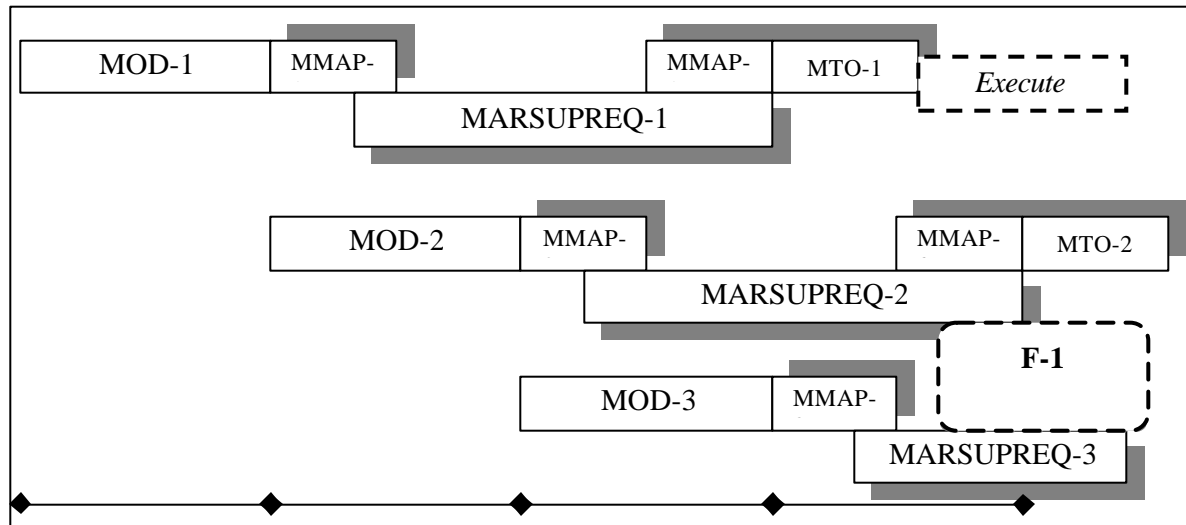 MOD-1
MMAP-
MMAP-
MTO-1
Execute
MARSUPREQ-1
MOD-2
MMAP-
MMAP-
MTO-2
MARSUPREQ-2
F-1
MOD-3
MMAP-
MARSUPREQ-3